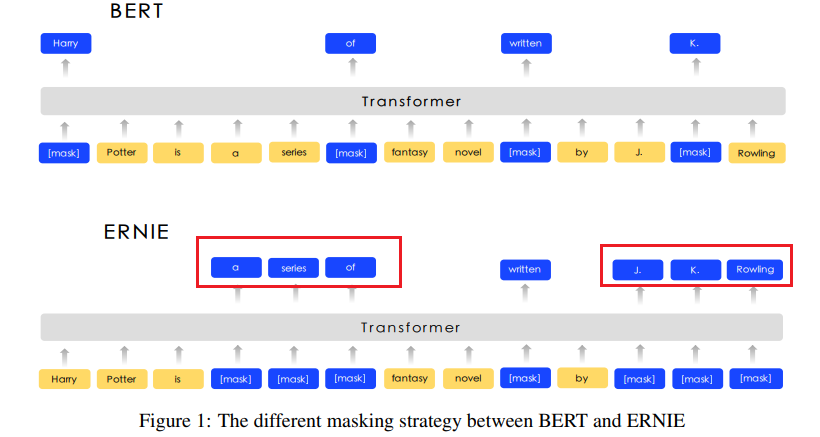 BERT
Harry of written K.
Transformer
[mask] Potter is a series [mask] fantasy novel [mask] by J. [mask] Rowling
ERNIE
a series of written J. K. Rowling
Transformer
Harry Potter is [mask] [mask] [mask] fantasy novel [mask] by [mask] [mask] [mask]
Figure 1: The different masking strategy between BERT and ERNIE